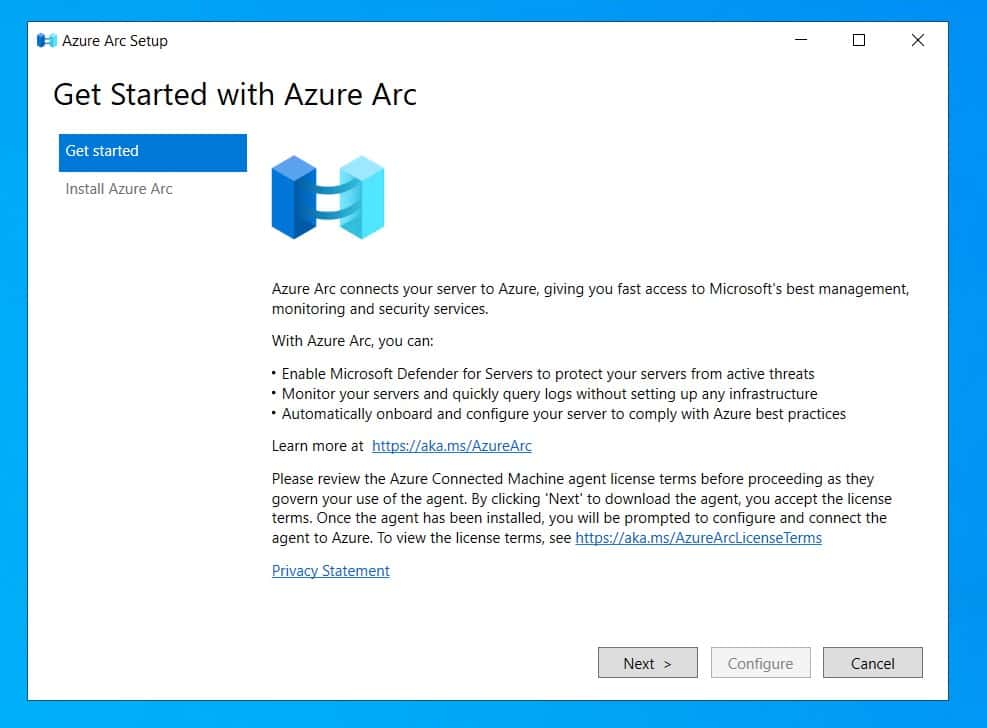 Azure Arc Setup
Get Started with Azure Arc
Get started
Install Azure Arc
Azure Arc connects your server to Azure, giving you fast access to Microsoft's best management,
monitoring and security services.
With Azure Arc, you can:
• Enable Microsoft Defender for Servers to protect your servers from active threats
• Monitor your servers and quickly query logs without setting up any infrastructure
• Automatically onboard and configure your server to comply with Azure best practices
Learn more at https://aka.ms/AzureArc
Please review the Azure Connected Machine agent license terms before proceeding as they
govern your use of the agent. By clicking 'Next' to download the agent, you accept the license
terms. Once the agent has been installed, you will be prompted to configure and connect the
agent to Azure. To view the license terms, see https://aka.ms/AzureArcLicenseTerms
Privacy Statement
Next > Configure Cancel